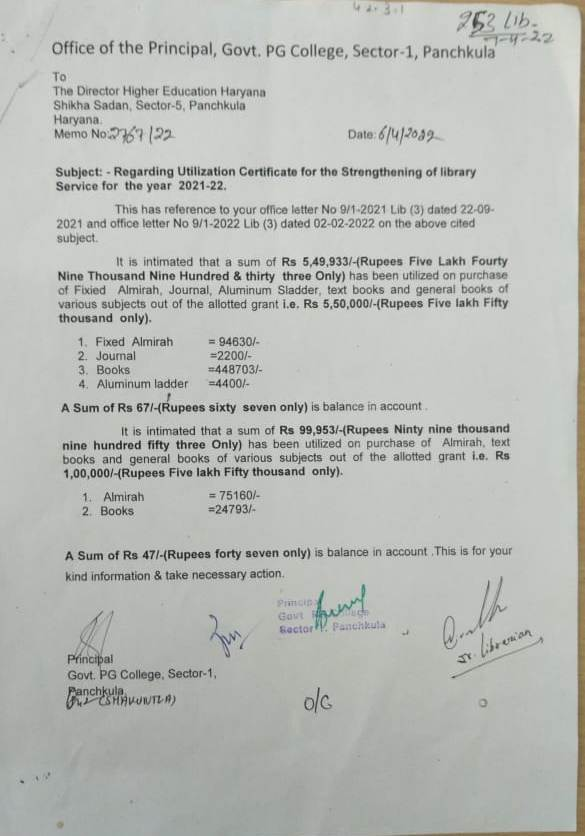 42.3.1
253 Lib.
7-4-22
Office of the Principal, Govt. PG College, Sector-1, Panchkula
To
The Director Higher Education Haryana
Shikha Sadan, Sector-5, Panchkula
Haryana.
Memo No:2767/22 Date: 6/4/2022
Subject: - Regarding Utilization Certificate for the Strengthening of library
Service for the year 2021-22.
This has reference to your office letter No 9/1-2021 Lib (3) dated 22-09-
2021 and office letter No 9/1-2022 Lib (3) dated 02-02-2022 on the above cited
subject.
It is intimated that a sum of Rs 5,49,933/-(Rupees Five Lakh Fourty
Nine Thousand Nine Hundred & thirty three Only) has been utilized on purchase
of Fixied Almirah, Journal, Aluminum Sladder, text books and general books of
various subjects out of the allotted grant i.e. Rs 5,50,000/-(Rupees Five lakh Fifty
thousand only).
1. Fixed Almirah = 94630/-
2. Journal =2200/-
3. Books =448703/-
4. Aluminum ladder =4400/-
A Sum of Rs 67/-(Rupees sixty seven only) is balance in account .
It is intimated that a sum of Rs 99,953/-(Rupees Ninty nine thousand
nine hundred fifty three Only) has been utilized on purchase of Almirah, text
books and general books of various subjects out of the allotted grant i.e. Rs
1,00,000/-(Rupees Five lakh Fifty thousand only).
1. Almirah = 75160/-
2. Books =24793/-
A Sum of Rs 47/-(Rupees forty seven only) is balance in account .This is for your
kind information & take necessary action.
Govt
Sector Panchkula
Sr. Librarian
Principal
Govt. PG College, Sector-1,
Panchkula.
(SHAKUNTLA)
O/C